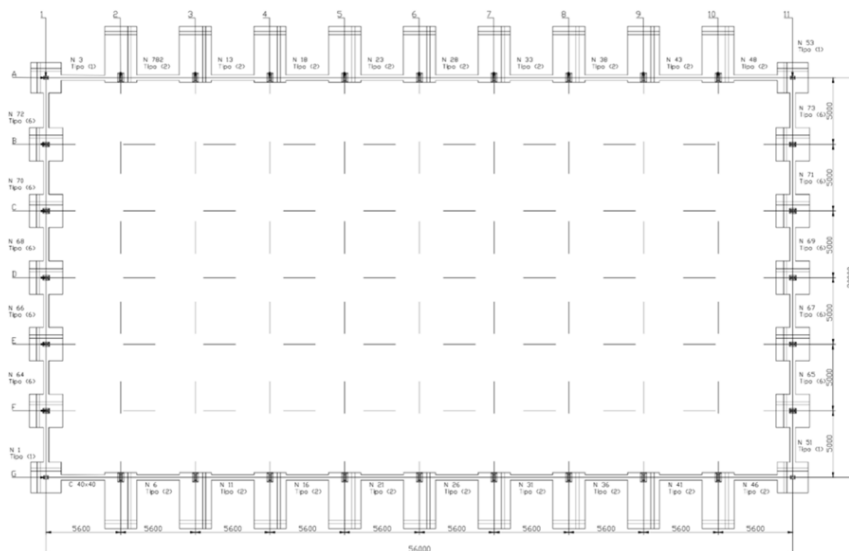 1 2 3 4 5 6 7 8 9 10 11
N 53
Tipo (1)
N 3
Tipo (1)
N 782
Tipo (2)
N 13
Tipo (2)
N 18
Tipo (2)
N 23
Tipo (2)
N 28
Tipo (2)
N 33
Tipo (2)
N 38
Tipo (2)
N 43
Tipo (2)
N 48
Tipo (2)
A
N 72
Tipo (6)
N 73
Tipo (6)
5000
B
N 70
Tipo (6)
N 71
Tipo (6)
5000
C
N 68
Tipo (6)
N 69
Tipo (6)
5000
D
N 66
Tipo (6)
N 67
Tipo (6)
5000
E
N 64
Tipo (6)
N 65
Tipo (6)
5000
F
N 1
Tipo (1)
N 51
Tipo (1)
5000
G
C 40×40
N 6
Tipo (2)
N 11
Tipo (2)
N 16
Tipo (2)
N 21
Tipo (2)
N 26
Tipo (2)
N 31
Tipo (2)
N 36
Tipo (2)
N 41
Tipo (2)
N 46
Tipo (2)
5600 5600 5600 5600 5600 5600 5600 5600 5600 5600
56000